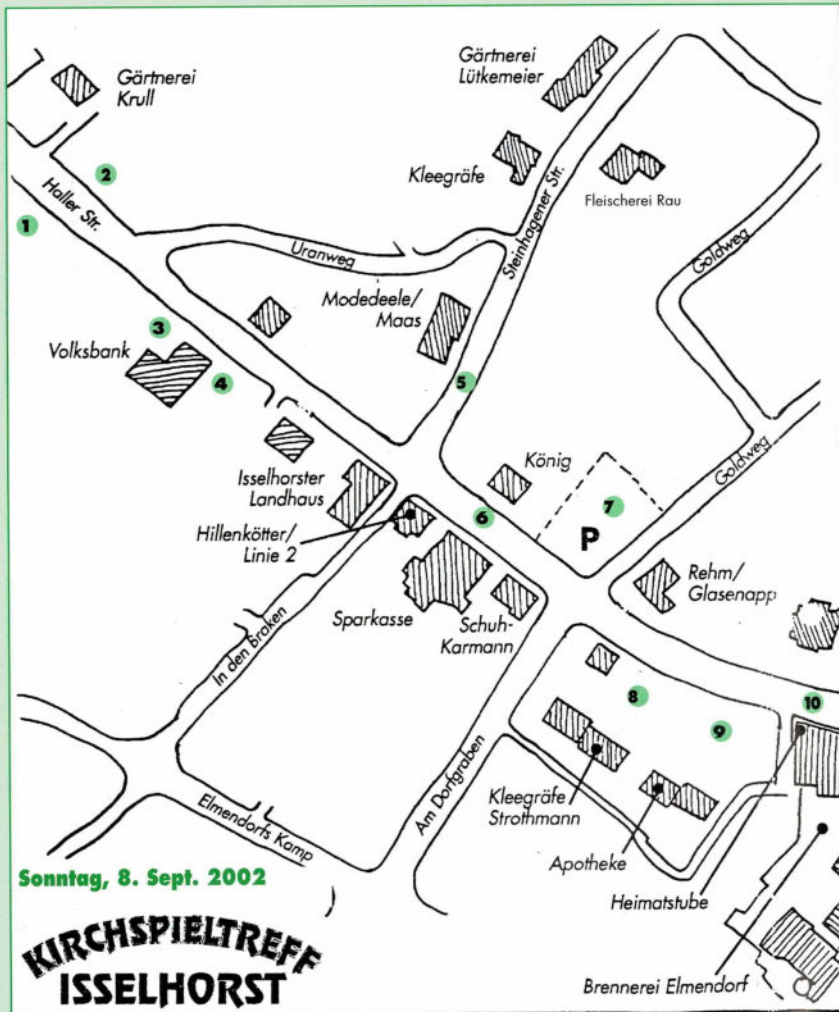 Gärtnerei
Krull
Gärtnerei
Lütkemeier
Kleegräfe
Fleischerei Rau
2
1
Haller Str.
Steinhagener Str.
Uranweg
Goldweg
Modedeele/
Maas
3
Volksbank
4
5
Isselhorster
Landhaus
König
Goldweg
6
7
P
Hillenkötter/
Linie 2
Rehm/
Glasenapp
Sparkasse
Schuh-
Karmann
In den Braken
8
9
10
Am Dorfgraben
Kleegräfe
Strothmann
Elmendorfs Kamp
Apotheke
Heimatstube
Brennerei Elmendorf
Sonntag, 8. Sept. 2002
KIRCHSPIELTREFF
ISSELHORST